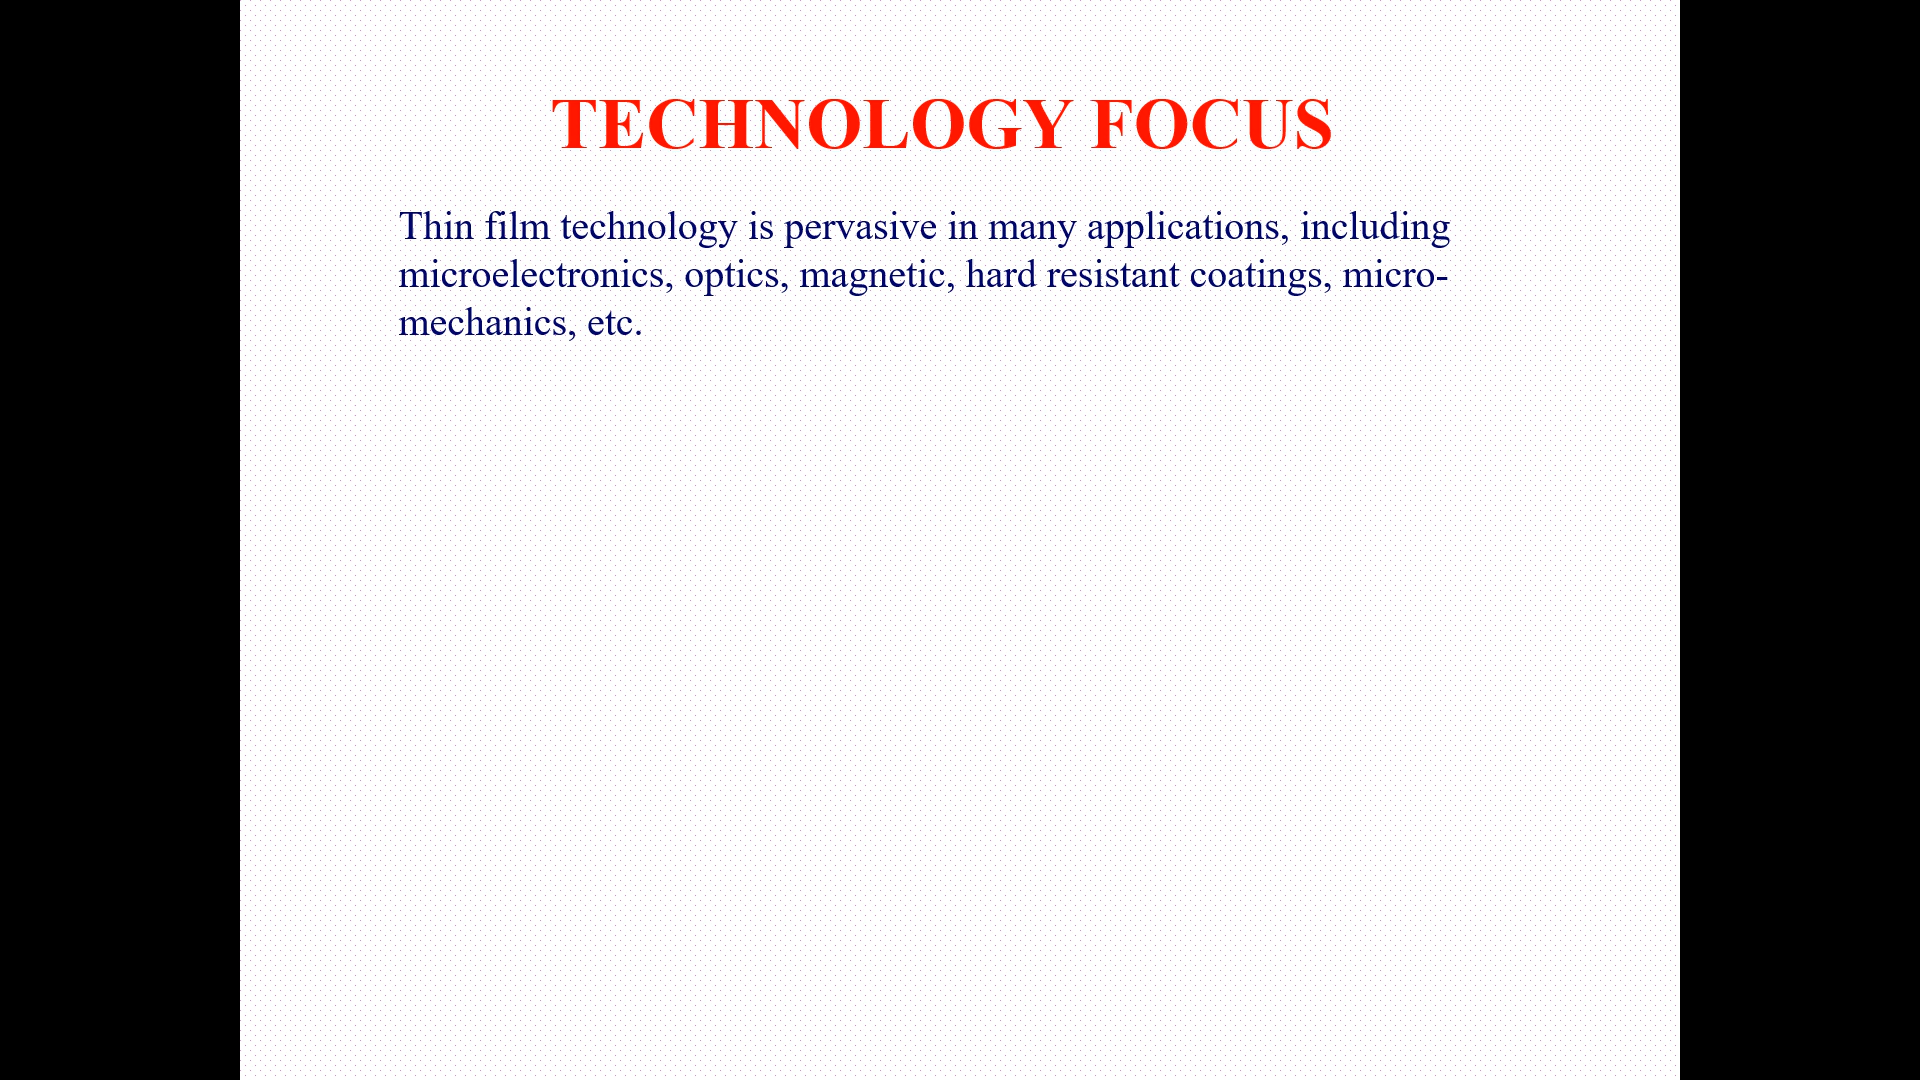 TECHNOLOGY FOCUS
Thin film technology is pervasive in many applications, including
microelectronics, optics, magnetic, hard resistant coatings, micro-
mechanics, etc.